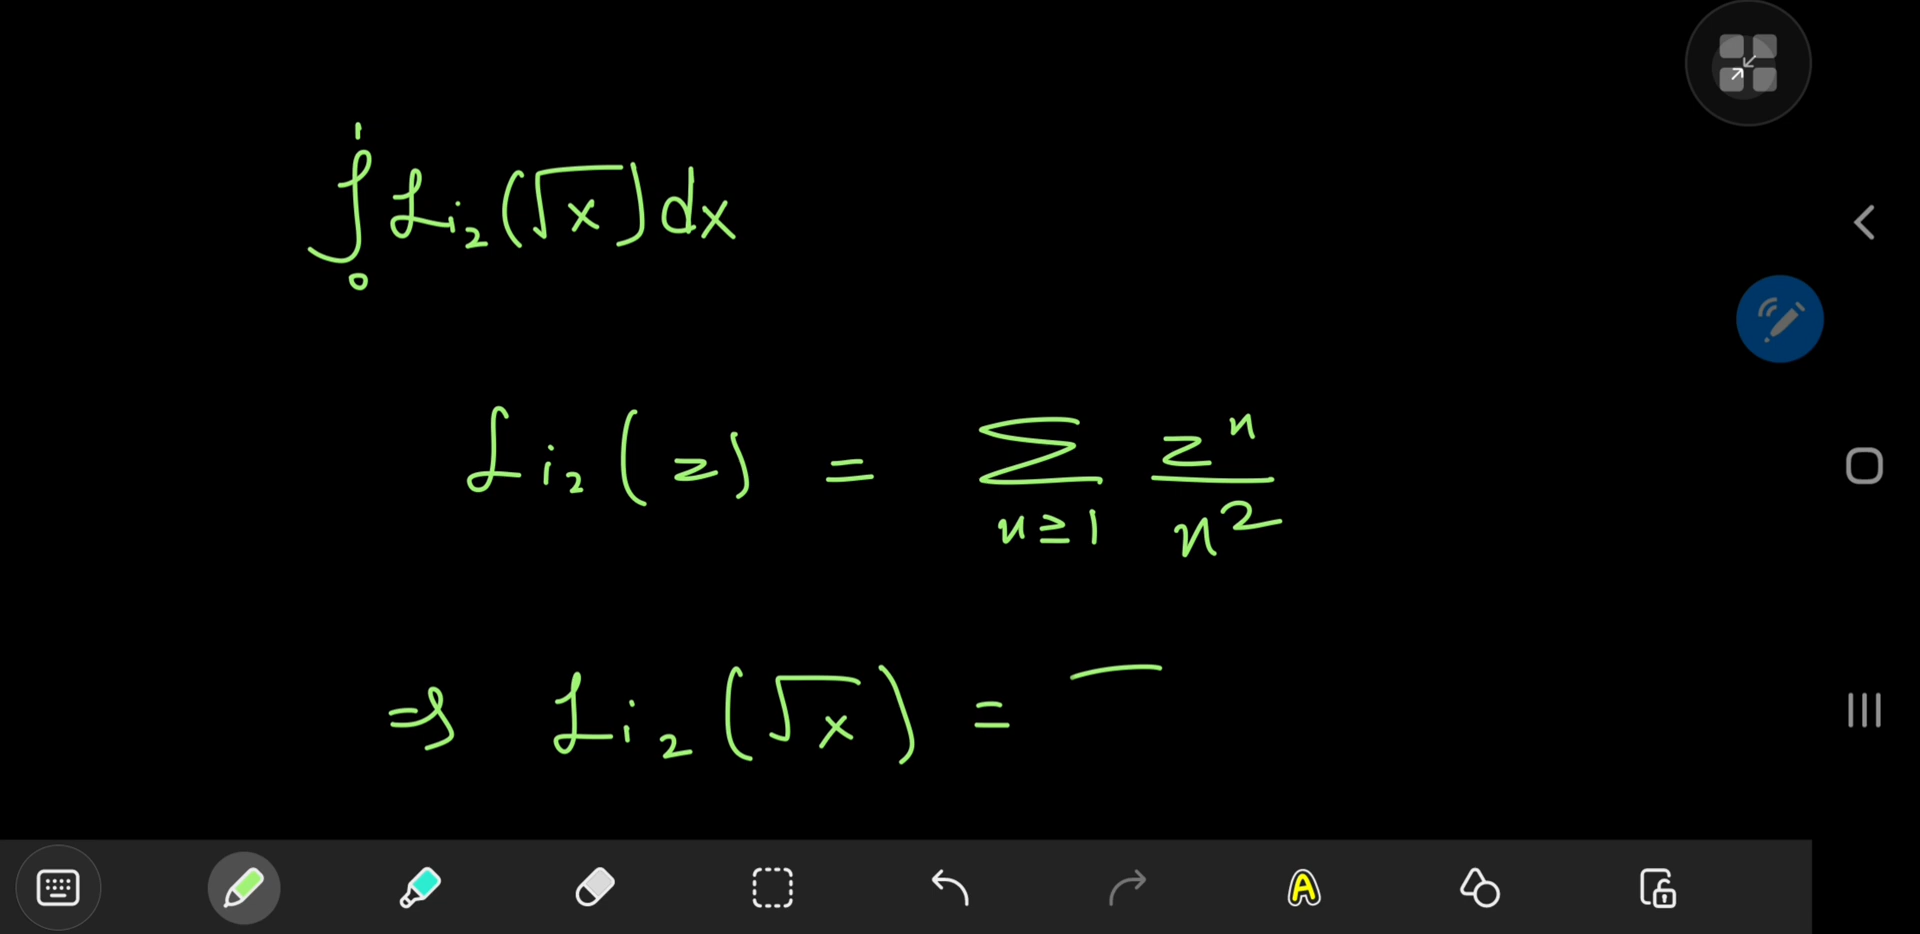 ∫₀¹ Li₂(√x) dx
Li₂(z) = ∑_{n≥1} zⁿ/n²
⇒ Li₂(√x) =
A